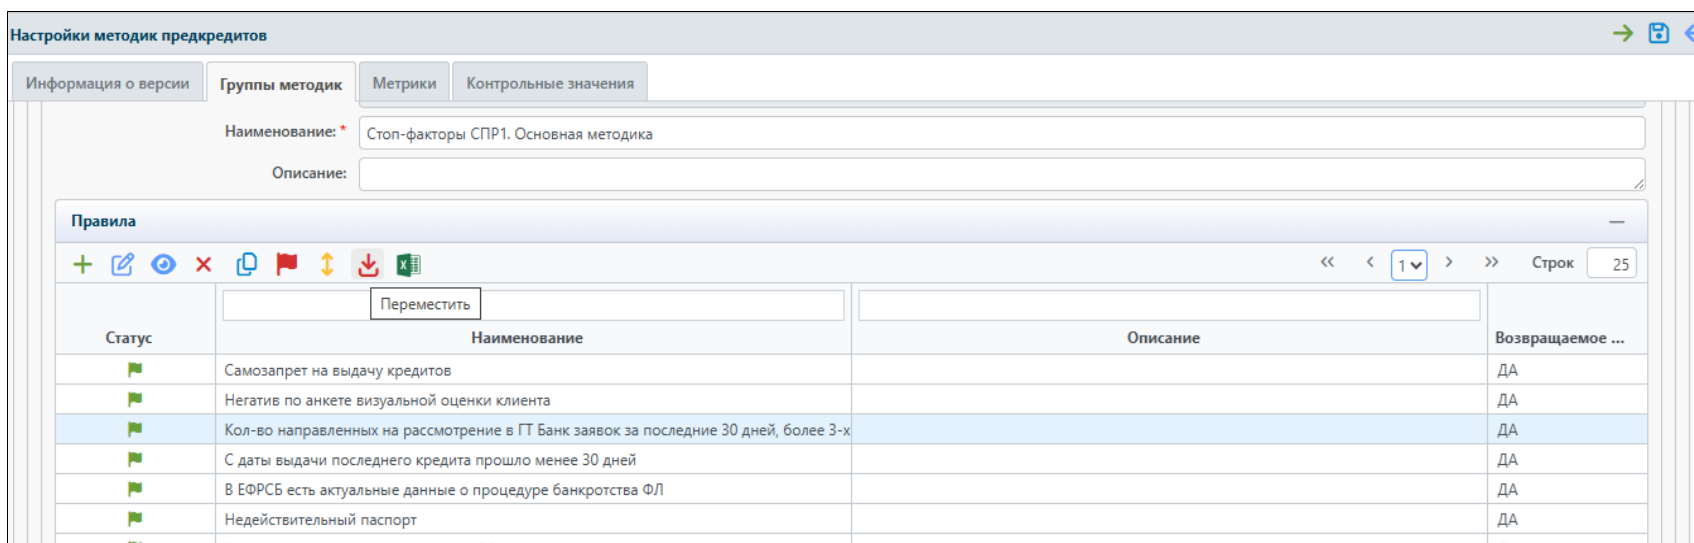 Настройки методик предкредитов
Информация о версии Группы методик Метрики Контрольные значения
Наименование: * Стоп-факторы СПР1. Основная методика
Описание:
Правила
1 Строк 25
Переместить
Статус Наименование Описание Возвращаемое ...
Самозапрет на выдачу кредитов ДА
Негатив по анкете визуальной оценки клиента ДА
Кол-во направленных на рассмотрение в ГТ Банк заявок за последние 30 дней, более 3-х ДА
С даты выдачи последнего кредита прошло менее 30 дней ДА
В ЕФРСБ есть актуальные данные о процедуре банкротства ФЛ ДА
Недействительный паспорт ДА